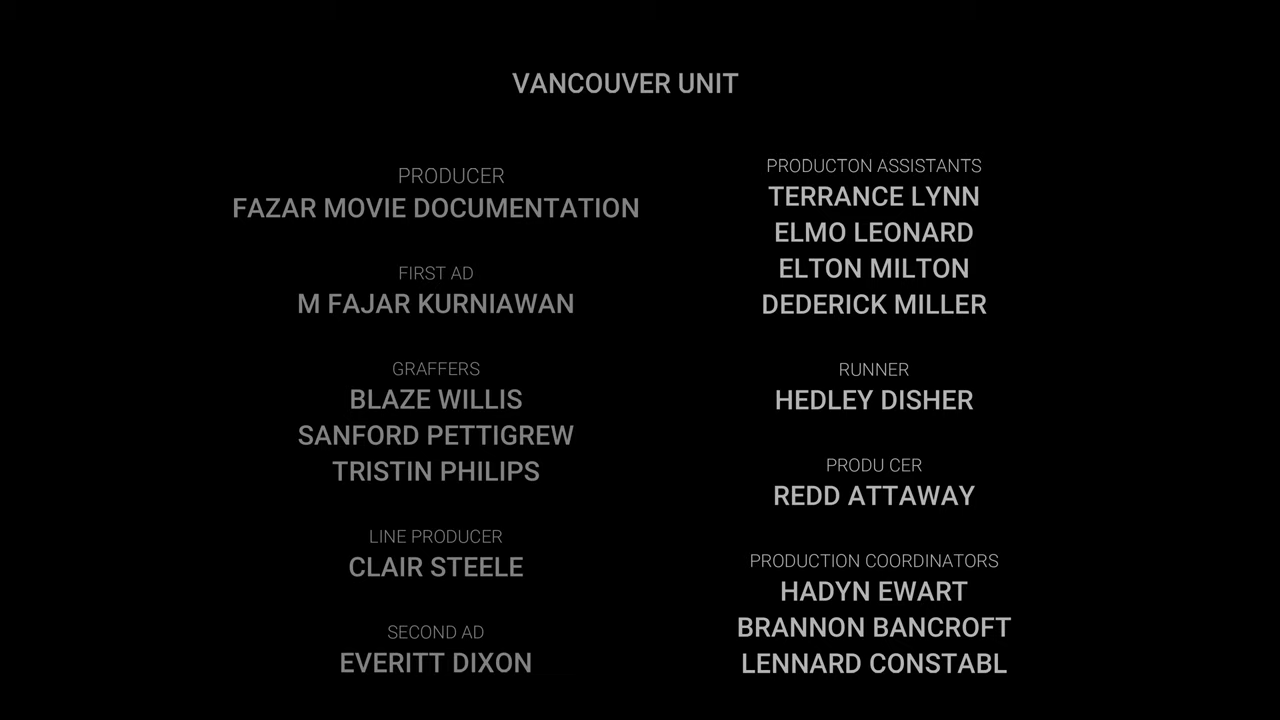 VANCOUVER UNIT
PRODUCER
FAZAR MOVIE DOCUMENTATION
FIRST AD
M FAJAR KURNIAWAN
GRAFFERS
BLAZE WILLIS
SANFORD PETTIGREW
TRISTIN PHILIPS
LINE PRODUCER
CLAIR STEELE
SECOND AD
EVERITT DIXON
PRODUCTON ASSISTANTS
TERRANCE LYNN
ELMO LEONARD
ELTON MILTON
DEDERICK MILLER
RUNNER
HEDLEY DISHER
PRODU CER
REDD ATTAWAY
PRODUCTION COORDINATORS
HADYN EWART
BRANNON BANCROFT
LENNARD CONSTABL